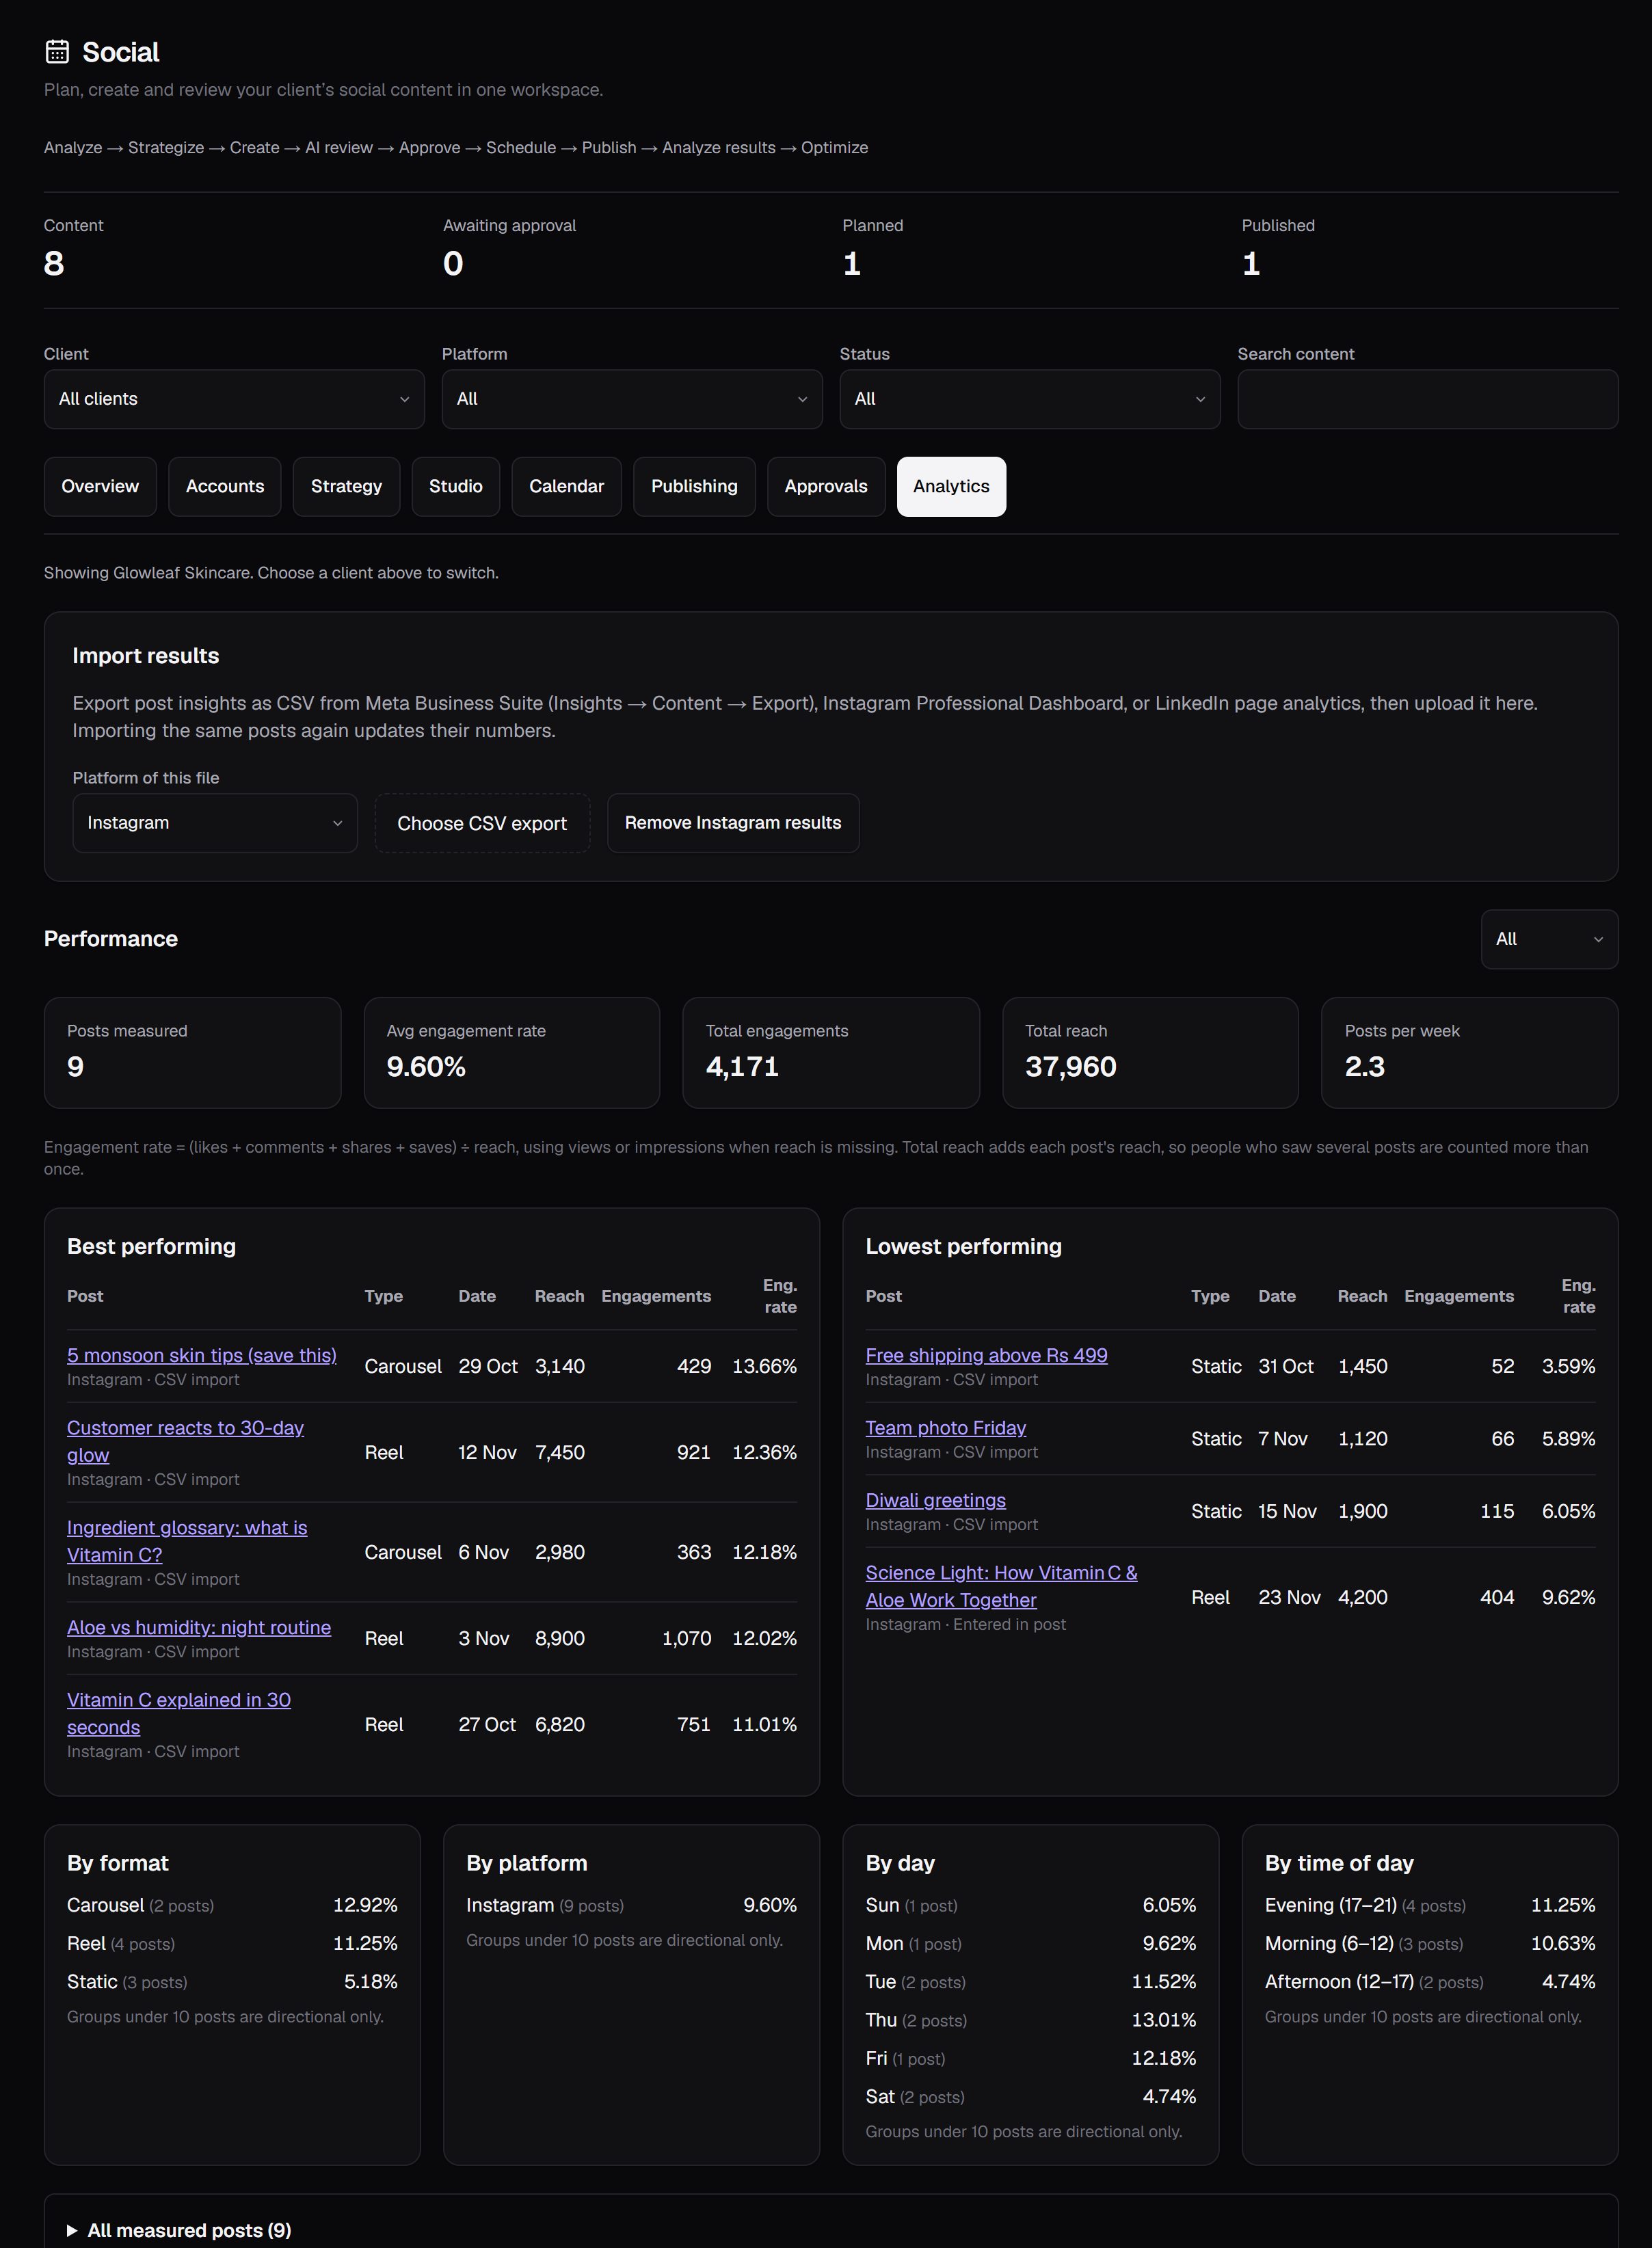 Social
Plan, create and review your client’s social content in one workspace.
Analyze → Strategize → Create → AI review → Approve → Schedule → Publish → Analyze results → Optimize
Content
8
Awaiting approval
0
Planned
1
Published
1
Client
All clients
Platform
All
Status
All
Search content
Overview
Accounts
Strategy
Studio
Calendar
Publishing
Approvals
Analytics
Showing Glowleaf Skincare. Choose a client above to switch.
Import results
Export post insights as CSV from Meta Business Suite (Insights → Content → Export), Instagram Professional Dashboard, or LinkedIn page analytics, then upload it here.
Importing the same posts again updates their numbers.
Platform of this file
Instagram
Choose CSV export
Remove Instagram results
Performance
All
Posts measured
9
Avg engagement rate
9.60%
Total engagements
4,171
Total reach
37,960
Posts per week
2.3
Engagement rate = (likes + comments + shares + saves) ÷ reach, using views or impressions when reach is missing. Total reach adds each post's reach, so people who saw several posts are counted more than
once.
Best performing
Post Type Date Reach Engagements Eng.
rate
5 monsoon skin tips (save this)
Instagram · CSV import
Carousel 29 Oct 3,140 429 13.66%
Customer reacts to 30-day
glow
Instagram · CSV import
Reel 12 Nov 7,450 921 12.36%
Ingredient glossary: what is
Vitamin C?
Instagram · CSV import
Carousel 6 Nov 2,980 363 12.18%
Aloe vs humidity: night routine
Instagram · CSV import
Reel 3 Nov 8,900 1,070 12.02%
Vitamin C explained in 30
seconds
Instagram · CSV import
Reel 27 Oct 6,820 751 11.01%
Lowest performing
Post Type Date Reach Engagements Eng.
rate
Free shipping above Rs 499
Instagram · CSV import
Static 31 Oct 1,450 52 3.59%
Team photo Friday
Instagram · CSV import
Static 7 Nov 1,120 66 5.89%
Diwali greetings
Instagram · CSV import
Static 15 Nov 1,900 115 6.05%
Science Light: How Vitamin C &
Aloe Work Together
Instagram · Entered in post
Reel 23 Nov 4,200 404 9.62%
By format
Carousel (2 posts) 12.92%
Reel (4 posts) 11.25%
Static (3 posts) 5.18%
Groups under 10 posts are directional only.
By platform
Instagram (9 posts) 9.60%
Groups under 10 posts are directional only.
By day
Sun (1 post) 6.05%
Mon (1 post) 9.62%
Tue (2 posts) 11.52%
Thu (2 posts) 13.01%
Fri (1 post) 12.18%
Sat (2 posts) 4.74%
Groups under 10 posts are directional only.
By time of day
Evening (17–21) (4 posts) 11.25%
Morning (6–12) (3 posts) 10.63%
Afternoon (12–17) (2 posts) 4.74%
Groups under 10 posts are directional only.
All measured posts (9)